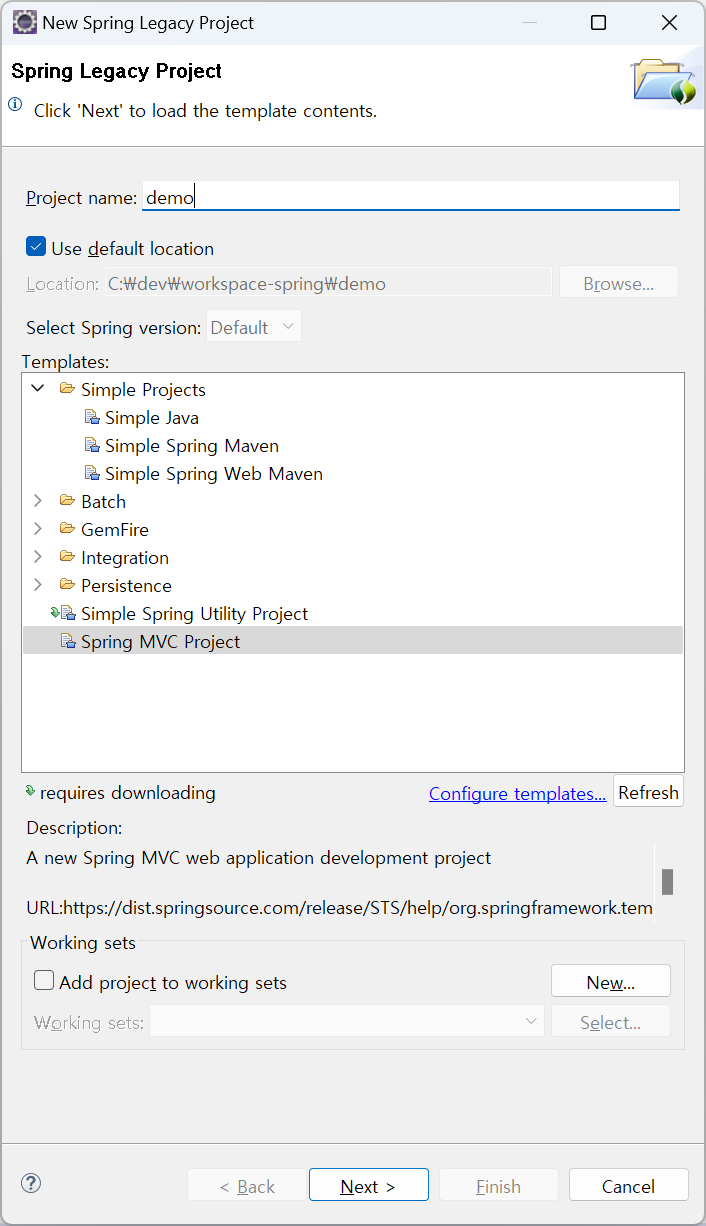 New Spring Legacy Project
Spring Legacy Project
Click 'Next' to load the template contents.
Project name: demo
Use default location
Location: C:₩dev₩workspace-spring₩demo Browse...
Select Spring version: Default
Templates:
Simple Projects
Simple Java
Simple Spring Maven
Simple Spring Web Maven
Batch
GemFire
Integration
Persistence
Simple Spring Utility Project
Spring MVC Project
requires downloading Configure templates... Refresh
Description:
A new Spring MVC web application development project
URL:https://dist.springsource.com/release/STS/help/org.springframework.tem
Working sets
Add project to working sets New...
Working sets: Select...
? < Back Next > Finish Cancel